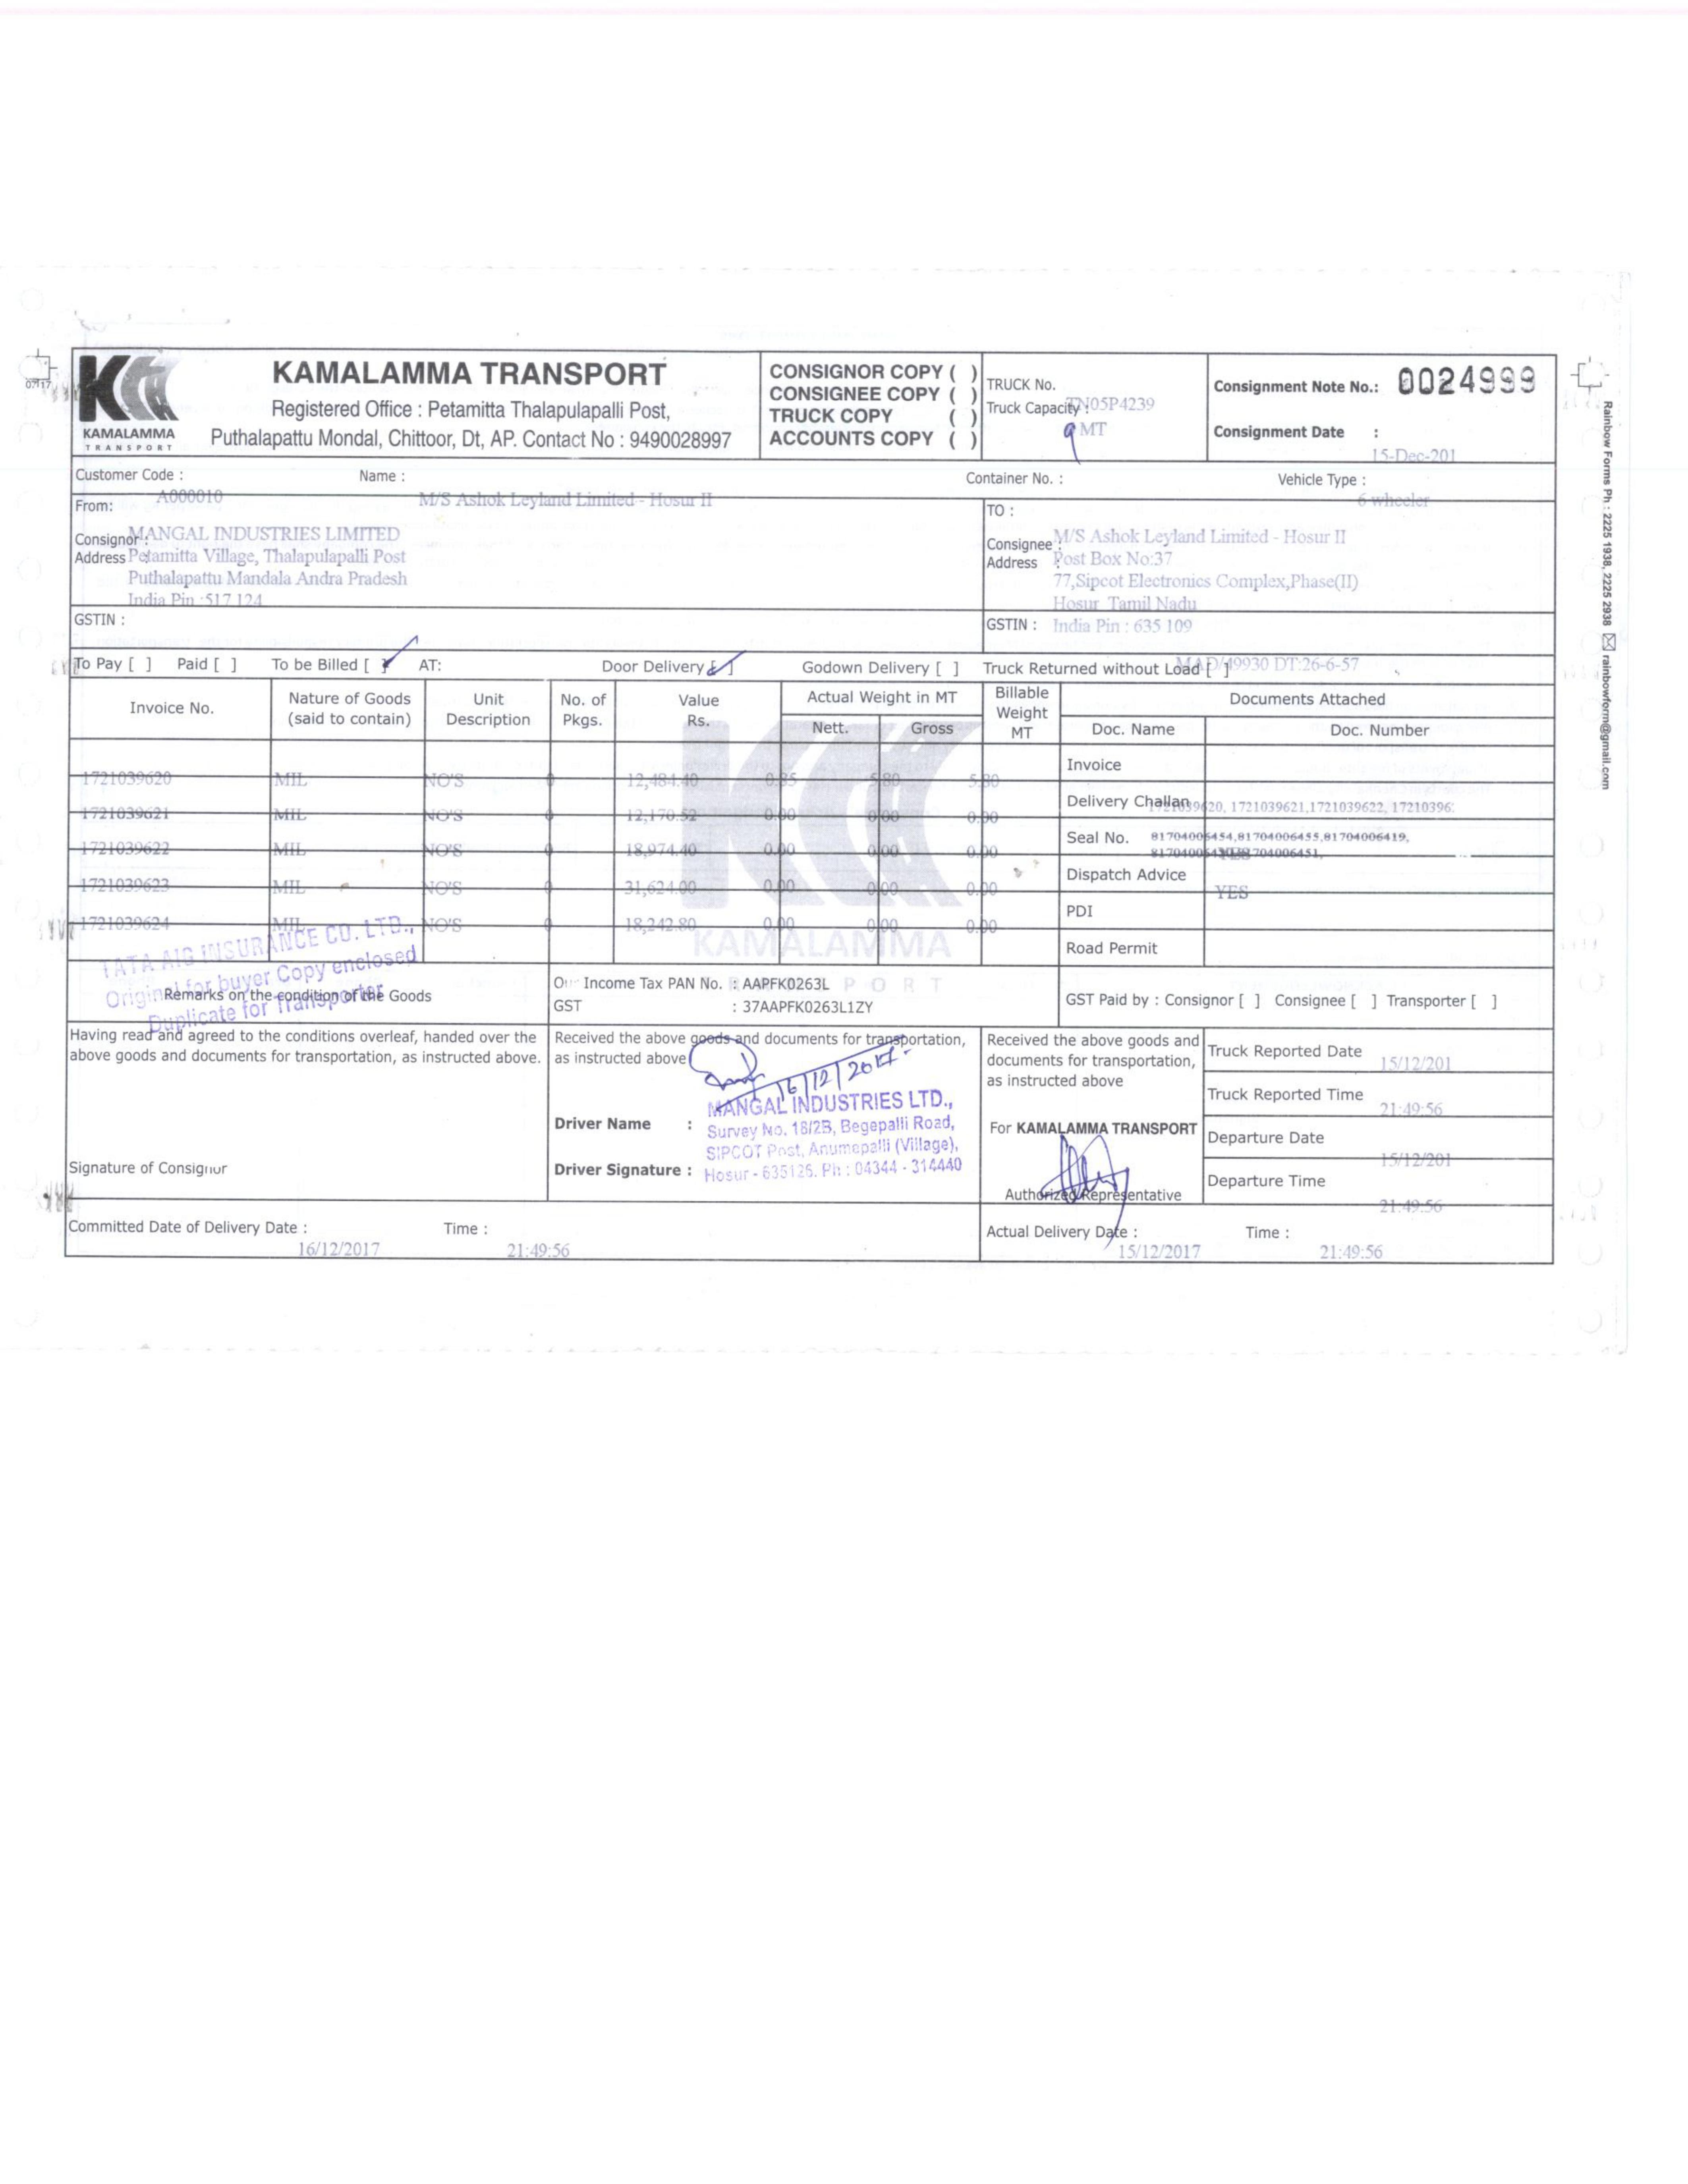 KAMALAMMA
TRANSPORT
KAMALAMMA TRANSPORT
Registered Office : Petamitta Thalapulapalli Post,
Puthalapattu Mondal, Chittoor, Dt, AP. Contact No : 9490028997
CONSIGNOR COPY ( )
CONSIGNEE COPY ( )
TRUCK COPY ( )
ACCOUNTS COPY ( )
TRUCK No.
Truck Capacity : TN05P4239
9 MT
Consignment Note No.: 0024999
Consignment Date :
15-Dec-201
Customer Code : Name : Container No. : Vehicle Type :
A000010 M/S Ashok Leyland Limited - Hosur II 6 wheeler
From:
Consignor : MANGAL INDUSTRIES LIMITED
Address : Petamitta Village, Thalapulapalli Post
Puthalapattu Mandala Andra Pradesh
India Pin :517 124
GSTIN :
TO :
Consignee : M/S Ashok Leyland Limited - Hosur II
Address : Post Box No:37
77,Sipcot Electronics Complex,Phase(II)
Hosur Tamil Nadu
GSTIN : India Pin : 635 109
To Pay [ ] Paid [ ] To be Billed [ ] AT: Door Delivery [ ] Godown Delivery [ ] Truck Returned without Load [ ] MAD/49930 DT:26-6-57
Invoice No. Nature of Goods (said to contain) Unit Description No. of Pkgs. Value Rs. Actual Weight in MT Nett. Gross Billable Weight MT
1721039620 MIL NO'S 0 12,484.40 0.85 5.80 5.80
1721039621 MIL NO'S 0 12,170.52 0.00 0.00 0.00
1721039622 MIL NO'S 0 18,974.40 0.00 0.00 0.00
1721039623 MIL NO'S 0 31,624.00 0.00 0.00 0.00
1721039624 MIL NO'S 0 18,242.80 0.00 0.00 0.00
KAMALAMMA
Documents Attached
Doc. Name Doc. Number
Invoice
Delivery Challan 1721039620, 1721039621,1721039622, 17210396:
Seal No. 81704006454,81704006455,81704006419,
YES
Dispatch Advice
YES
PDI
Road Permit
TATA AIG INSURANCE CO. LTD.,
Original for buyer Copy enclosed
Duplicate for Transporter
Remarks on the condition of the Goods
Our Income Tax PAN No. : AAPFK0263L
GST : 37AAPFK0263L1ZY
GST Paid by : Consignor [ ] Consignee [ ] Transporter [ ]
Having read and agreed to the conditions overleaf, handed over the
above goods and documents for transportation, as instructed above.
Signature of Consignor
Received the above goods and documents for transportation,
as instructed above
16/12/2017
MANGAL INDUSTRIES LTD.,
Survey No. 18/2B, Begepalli Road,
SIPCOT Post, Anumepalli (Village),
Hosur - 635126. Ph : 04344 - 314440
Driver Name :
Driver Signature :
Received the above goods and
documents for transportation,
as instructed above
For KAMALAMMA TRANSPORT
Authorized Representative
Truck Reported Date 15/12/201
Truck Reported Time 21:49:56
Departure Date 15/12/201
Departure Time 21:49:56
Committed Date of Delivery Date : Time :
16/12/2017 21:49:56
Actual Delivery Date : Time :
15/12/2017 21:49:56
Rainbow Forms Ph : 2225 1938, 2225 2938 rainbowform@gmail.com